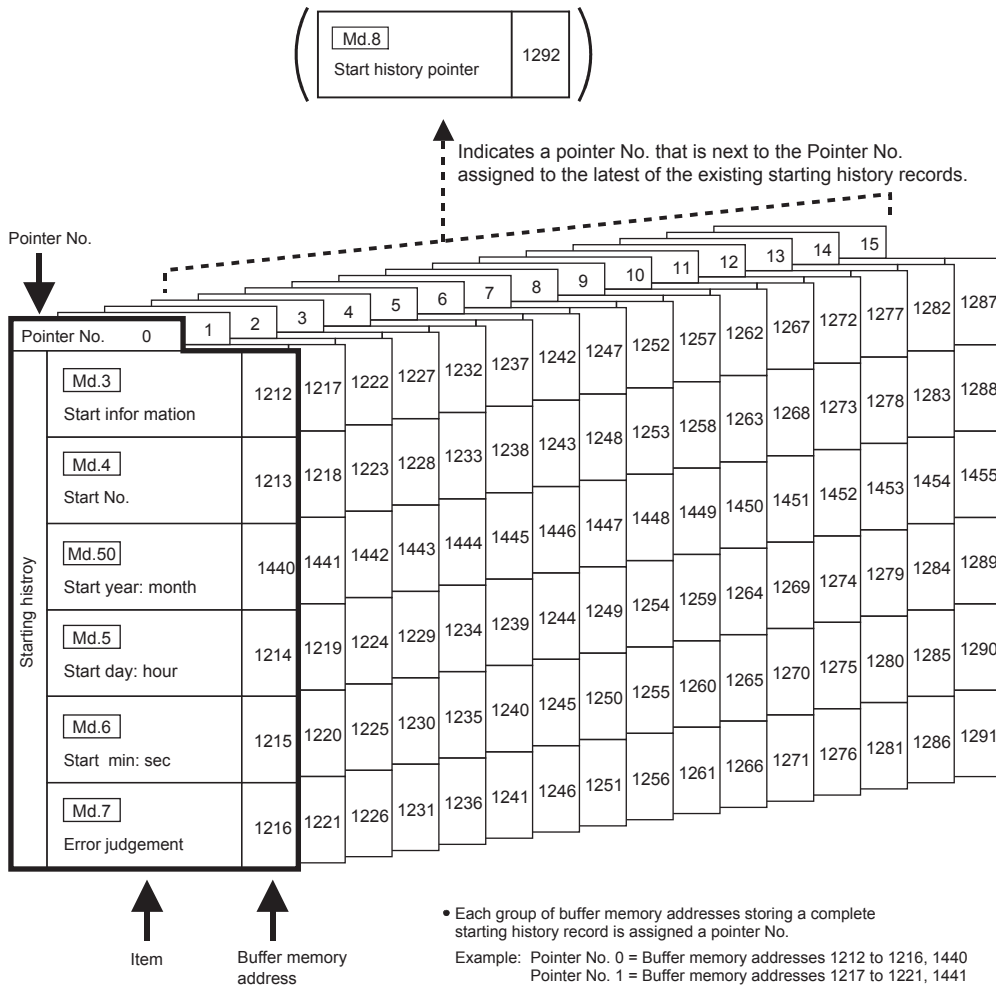 Md.8
Start history pointer 1292
Indicates a pointer No. that is next to the Pointer No.
assigned to the latest of the existing starting history records.
Pointer No.
Pointer No. 0 1 2 3 4 5 6 7 8 9 10 11 12 13 14 15
Starting histroy
Md.3
Start infor mation 1212 1217 1222 1227 1232 1237 1242 1247 1252 1257 1262 1267 1272 1277 1282 1287
Md.4
Start No. 1213 1218 1223 1228 1233 1238 1243 1248 1253 1258 1263 1268 1273 1278 1283 1288
Md.50
Start year: month 1440 1441 1442 1443 1444 1445 1446 1447 1448 1449 1450 1451 1452 1453 1454 1455
Md.5
Start day: hour 1214 1219 1224 1229 1234 1239 1244 1249 1254 1259 1264 1269 1274 1279 1284 1289
Md.6
Start min: sec 1215 1220 1225 1230 1235 1240 1245 1250 1255 1260 1265 1270 1275 1280 1285 1290
Md.7
Error judgement 1216 1221 1226 1231 1236 1241 1246 1251 1256 1261 1266 1271 1276 1281 1286 1291
Item
Buffer memory
address
• Each group of buffer memory addresses storing a complete
starting history record is assigned a pointer No.
Example: Pointer No. 0 = Buffer memory addresses 1212 to 1216, 1440
Pointer No. 1 = Buffer memory addresses 1217 to 1221, 1441